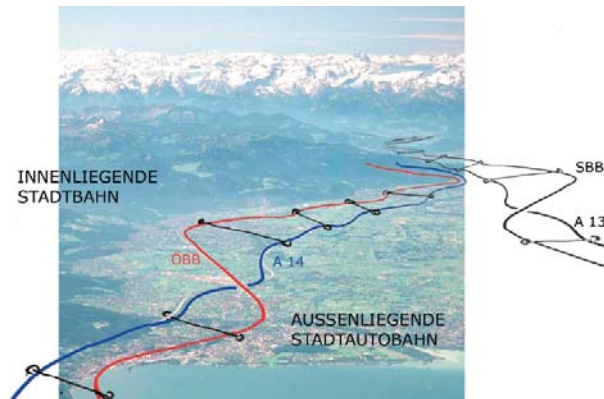 SBB
INNENLIEGENDE
STADTBAHN
A 13
ÖBB
A 14
AUSSENLIEGENDE
STADTAUTOBAHN